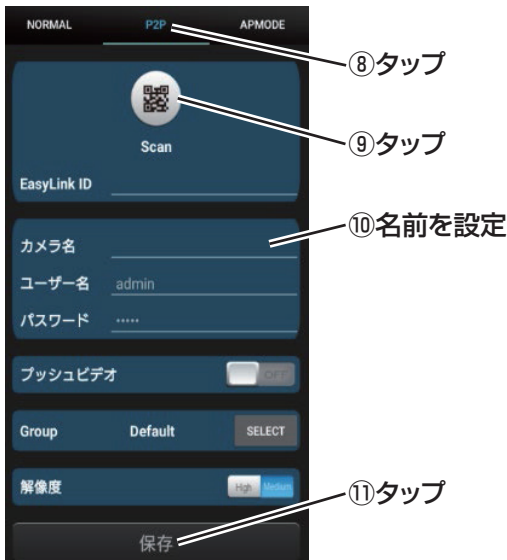 NORMAL P2P APMODE
⑧タップ
⑨タップ
Scan
EasyLink ID
⑩名前を設定
カメラ名
ユーザー名 admin
パスワード •••••
プッシュビデオ OFF
Group Default SELECT
解像度 High Medium
⑪タップ
保存